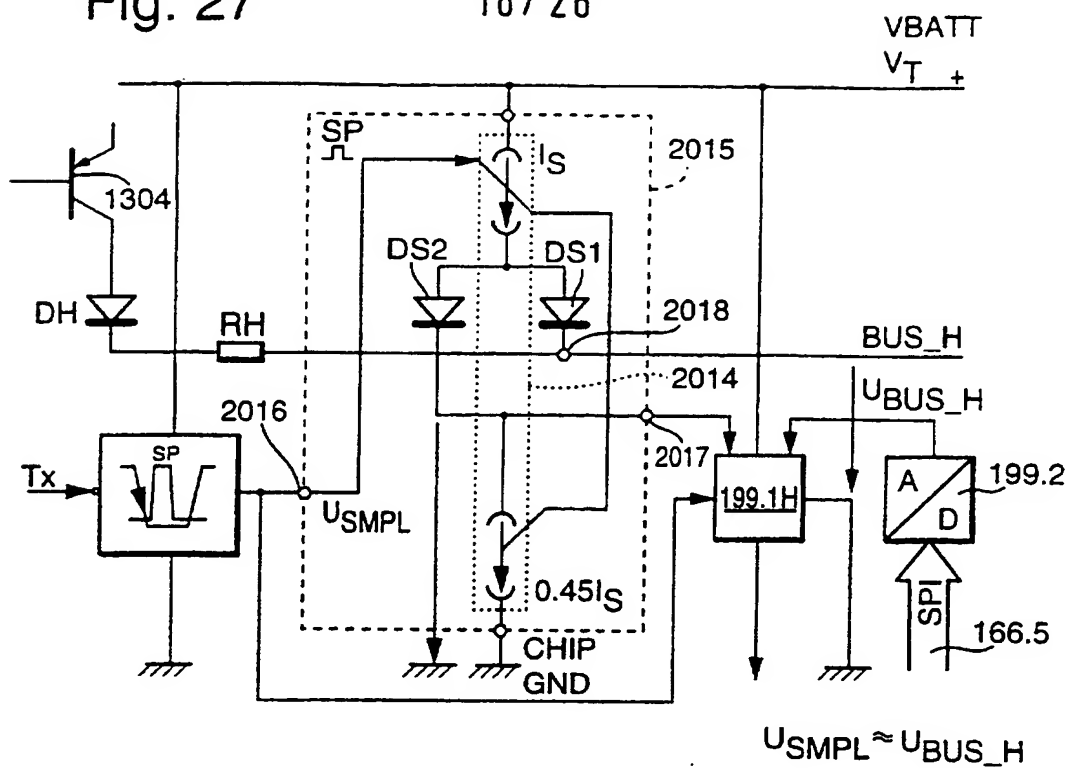 Fig. 27
18/26
VBATT
VT +
SP
IS
2015
1304
DS2
DS1
2018
DH
RH
BUS_H
2014
UBUS_H
2016
2017
SP
Tx
USMPL
199.1H
A
D
199.2
0.45IS
SPI
166.5
CHIP
GND
USMPL≈UBUS_H